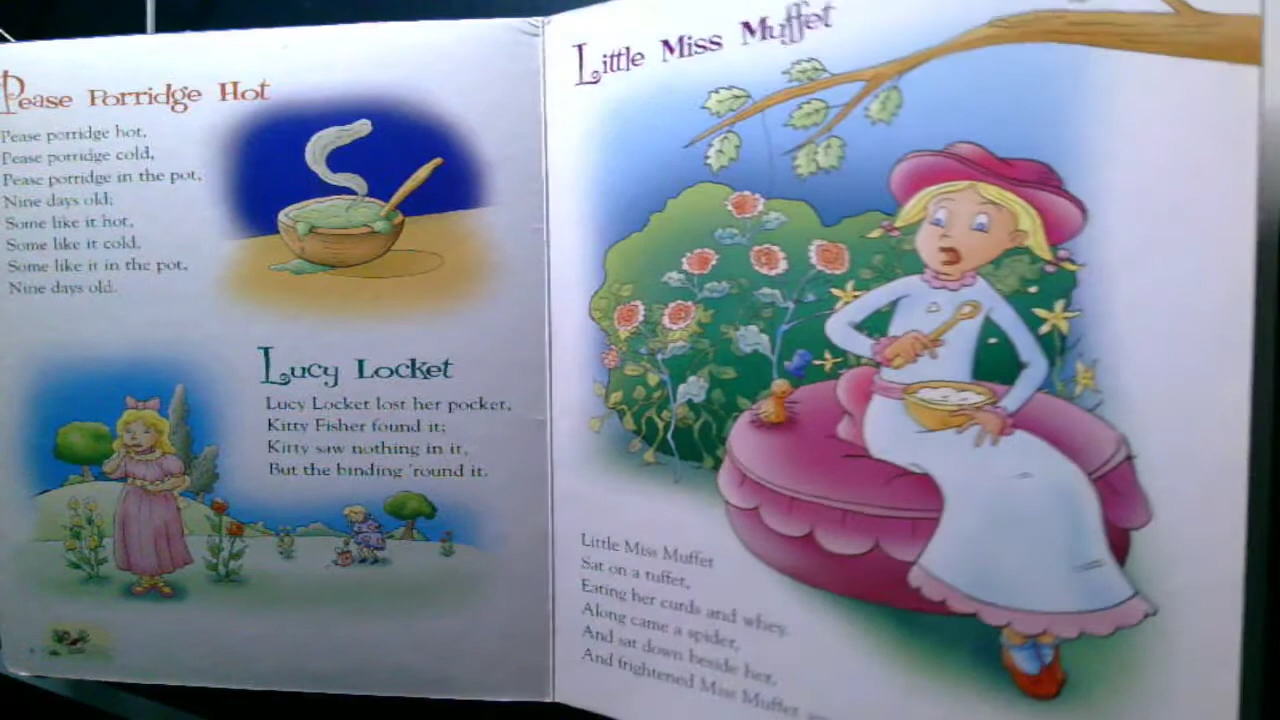 Pease Porridge Hot
Pease porridge hot,
Pease porridge cold,
Pease porridge in the pot,
Nine days old;
Some like it hot,
Some like it cold,
Some like it in the pot,
Nine days old.
Lucy Locket
Lucy Locket lost her pocket,
Kitty Fisher found it;
Kitty saw nothing in it,
But the binding 'round it.
Little Miss Muffet
Little Miss Muffet
Sat on a tuffet,
Eating her curds and whey.
Along came a spider,
And sat down beside her,
And frightened Miss Muffet